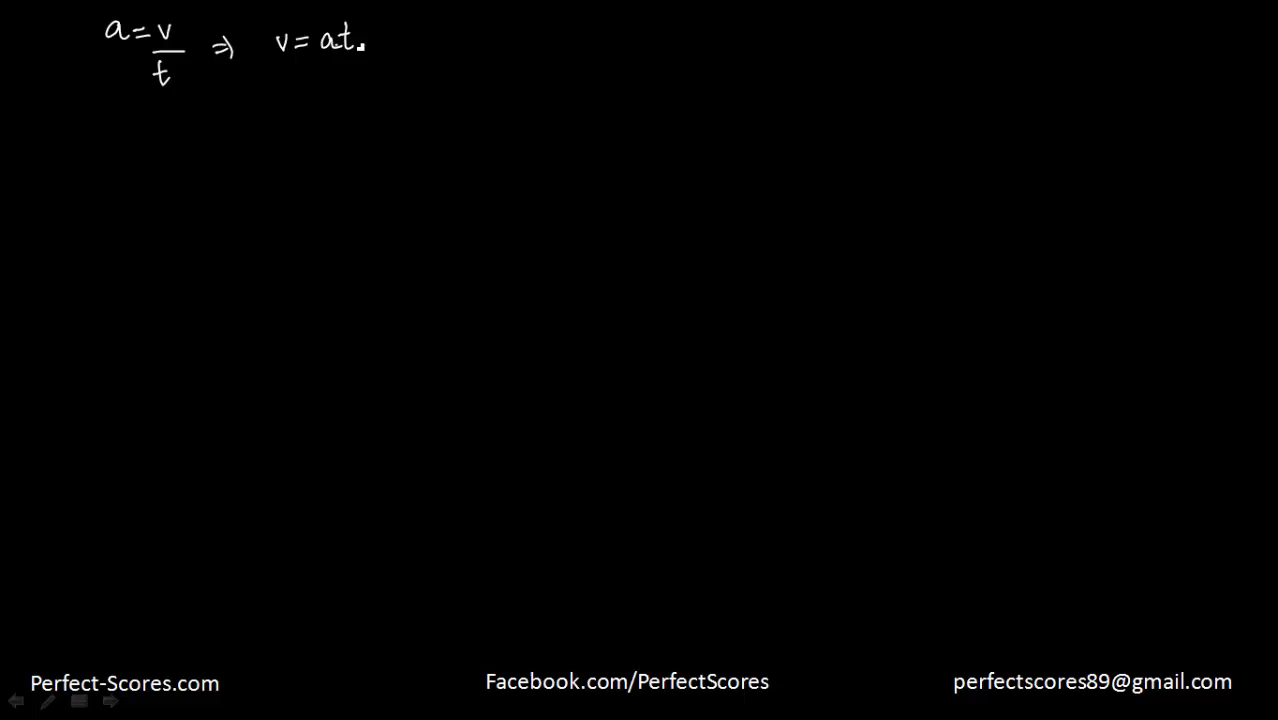 a = v/t ⇒ v = at
Perfect-Scores.com
Facebook.com/PerfectScores
perfectscores89@gmail.com